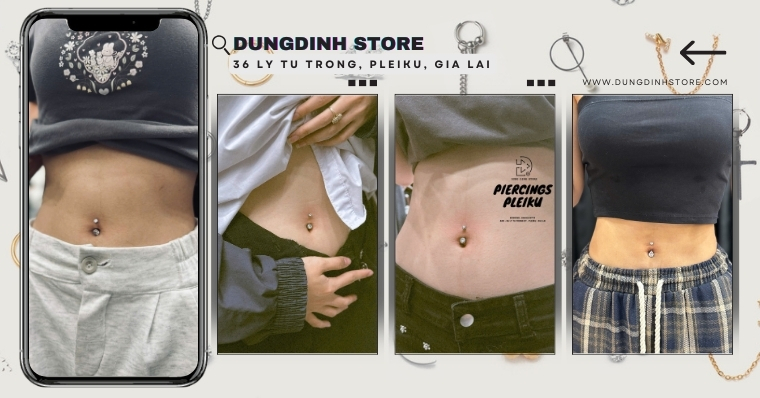 DUNGDINH STORE
36 LY TU TRONG, PLEIKU, GIA LAI
WWW.DUNGDINHSTORE.COM
PIERCINGS
PLEIKU